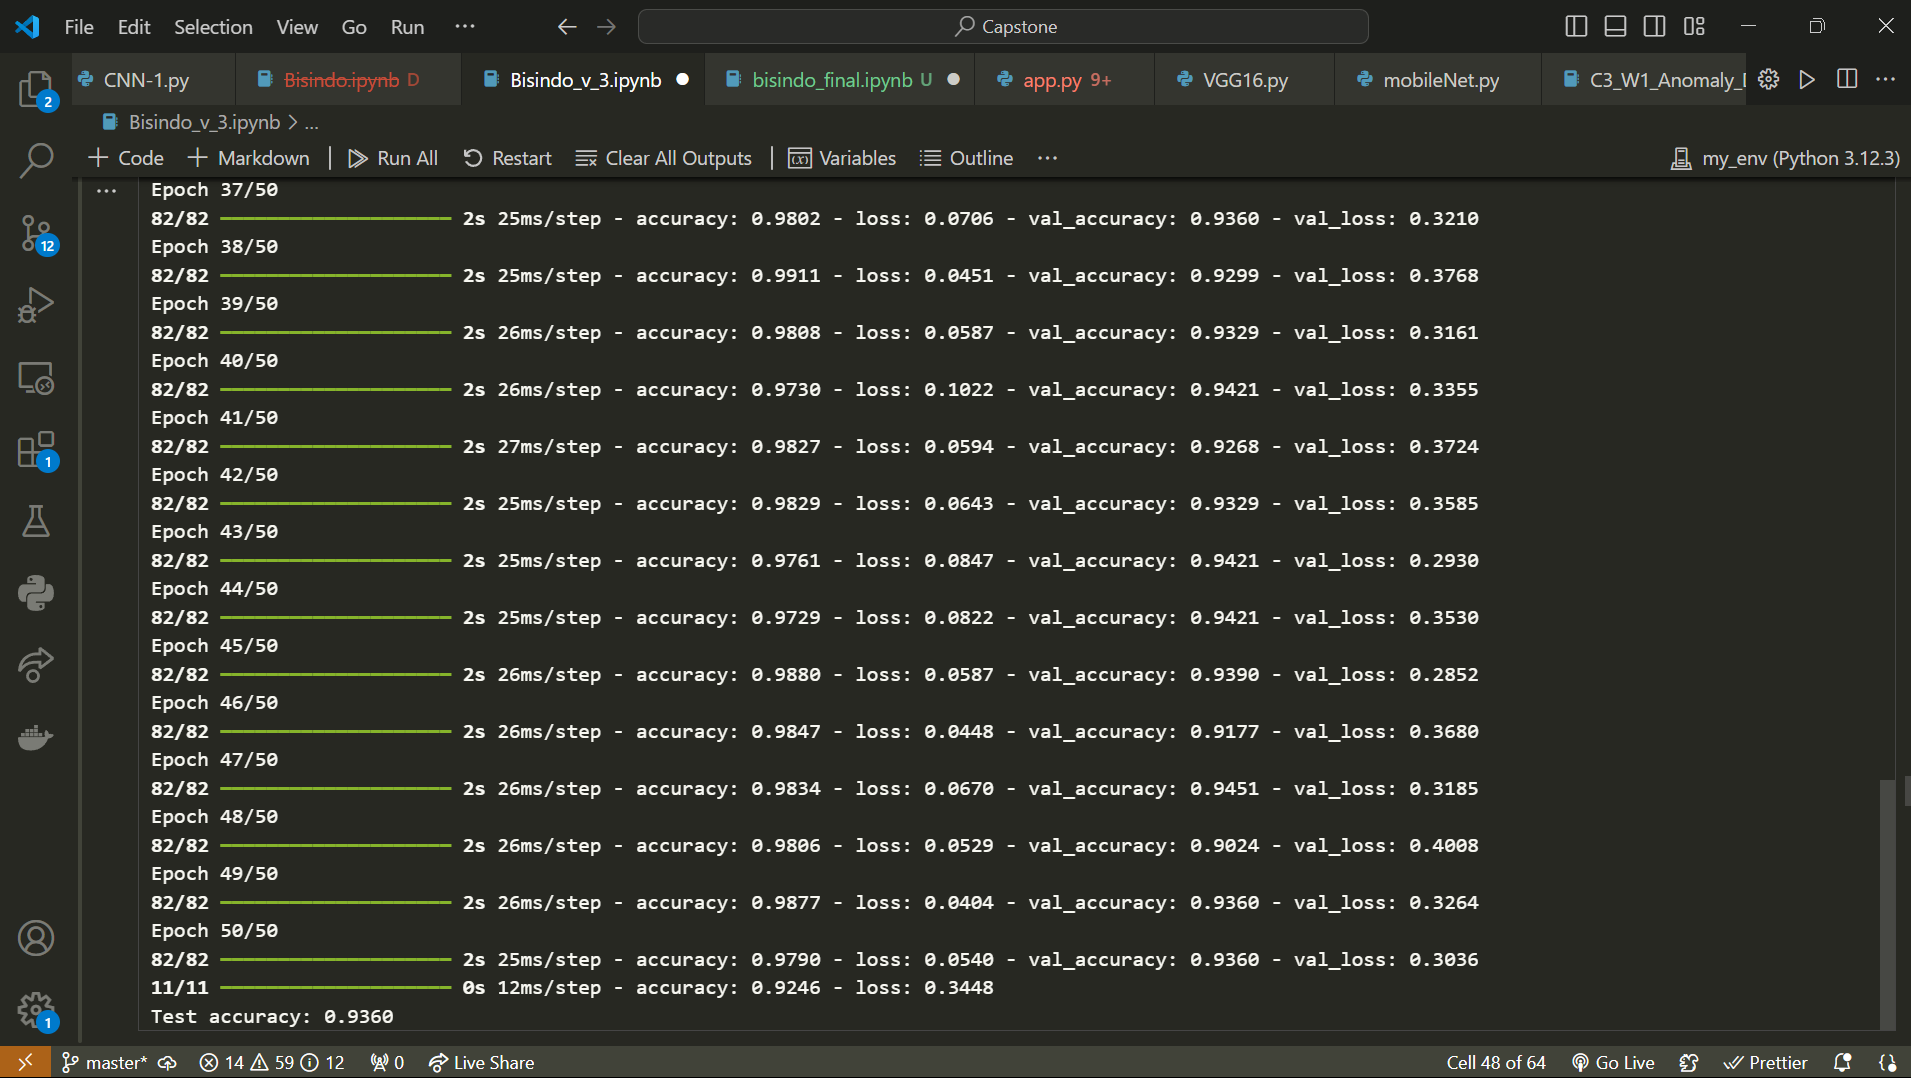 File Edit Selection View Go Run ··· Capstone
CNN-1.py Bisindo.ipynb D Bisindo_v_3.ipynb bisindo_final.ipynb U app.py 9+ VGG16.py mobileNet.py C3_W1_Anomaly_ ···
Bisindo_v_3.ipynb > ...
+ Code + Markdown | Run All Restart Clear All Outputs | Variables Outline ··· my_env (Python 3.12.3)
2
12
1
1
...
Epoch 37/50
82/82 2s 25ms/step - accuracy: 0.9802 - loss: 0.0706 - val_accuracy: 0.9360 - val_loss: 0.3210
Epoch 38/50
82/82 2s 25ms/step - accuracy: 0.9911 - loss: 0.0451 - val_accuracy: 0.9299 - val_loss: 0.3768
Epoch 39/50
82/82 2s 26ms/step - accuracy: 0.9808 - loss: 0.0587 - val_accuracy: 0.9329 - val_loss: 0.3161
Epoch 40/50
82/82 2s 26ms/step - accuracy: 0.9730 - loss: 0.1022 - val_accuracy: 0.9421 - val_loss: 0.3355
Epoch 41/50
82/82 2s 27ms/step - accuracy: 0.9827 - loss: 0.0594 - val_accuracy: 0.9268 - val_loss: 0.3724
Epoch 42/50
82/82 2s 25ms/step - accuracy: 0.9829 - loss: 0.0643 - val_accuracy: 0.9329 - val_loss: 0.3585
Epoch 43/50
82/82 2s 25ms/step - accuracy: 0.9761 - loss: 0.0847 - val_accuracy: 0.9421 - val_loss: 0.2930
Epoch 44/50
82/82 2s 25ms/step - accuracy: 0.9729 - loss: 0.0822 - val_accuracy: 0.9421 - val_loss: 0.3530
Epoch 45/50
82/82 2s 26ms/step - accuracy: 0.9880 - loss: 0.0587 - val_accuracy: 0.9390 - val_loss: 0.2852
Epoch 46/50
82/82 2s 26ms/step - accuracy: 0.9847 - loss: 0.0448 - val_accuracy: 0.9177 - val_loss: 0.3680
Epoch 47/50
82/82 2s 26ms/step - accuracy: 0.9834 - loss: 0.0670 - val_accuracy: 0.9451 - val_loss: 0.3185
Epoch 48/50
82/82 2s 26ms/step - accuracy: 0.9806 - loss: 0.0529 - val_accuracy: 0.9024 - val_loss: 0.4008
Epoch 49/50
82/82 2s 26ms/step - accuracy: 0.9877 - loss: 0.0404 - val_accuracy: 0.9360 - val_loss: 0.3264
Epoch 50/50
82/82 2s 25ms/step - accuracy: 0.9790 - loss: 0.0540 - val_accuracy: 0.9360 - val_loss: 0.3036
11/11 0s 12ms/step - accuracy: 0.9246 - loss: 0.3448
Test accuracy: 0.9360
master* 14 59 12 0 Live Share Cell 48 of 64 Go Live Prettier